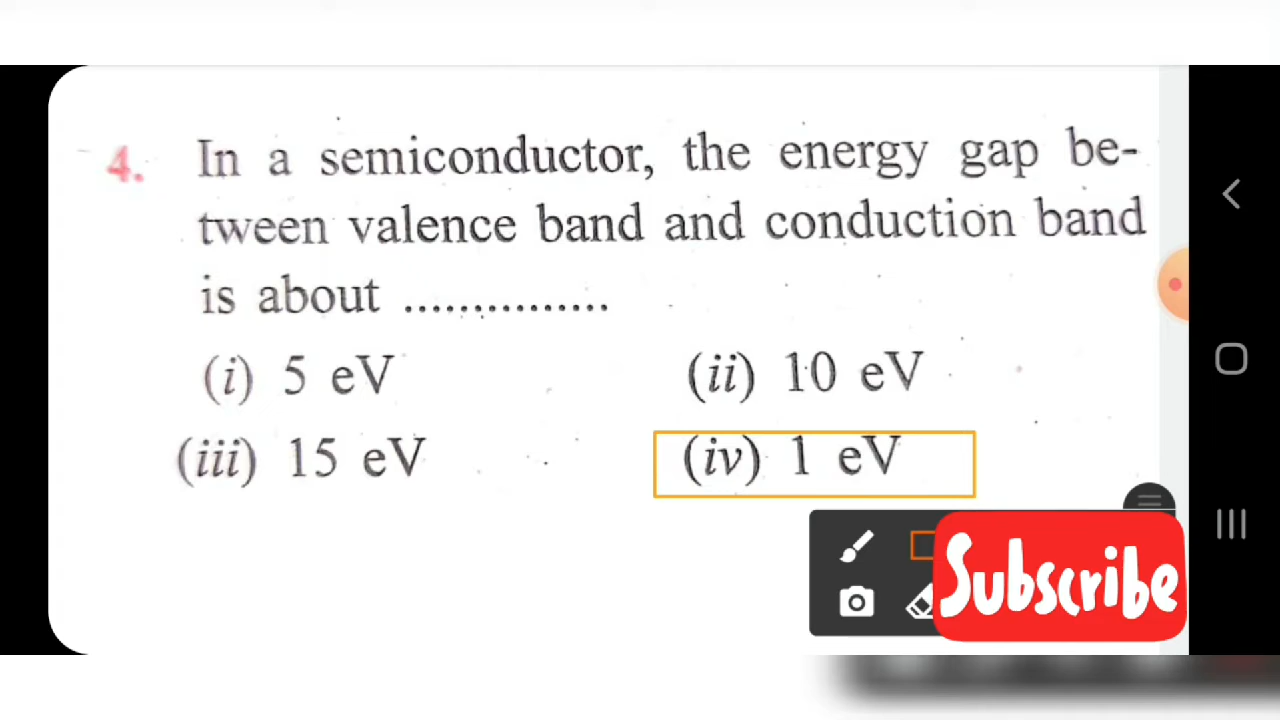 4. In a semiconductor, the energy gap be-
tween valence band and conduction band
is about ...............
(i) 5 eV (ii) 10 eV
(iii) 15 eV (iv) 1 eV
Subscribe